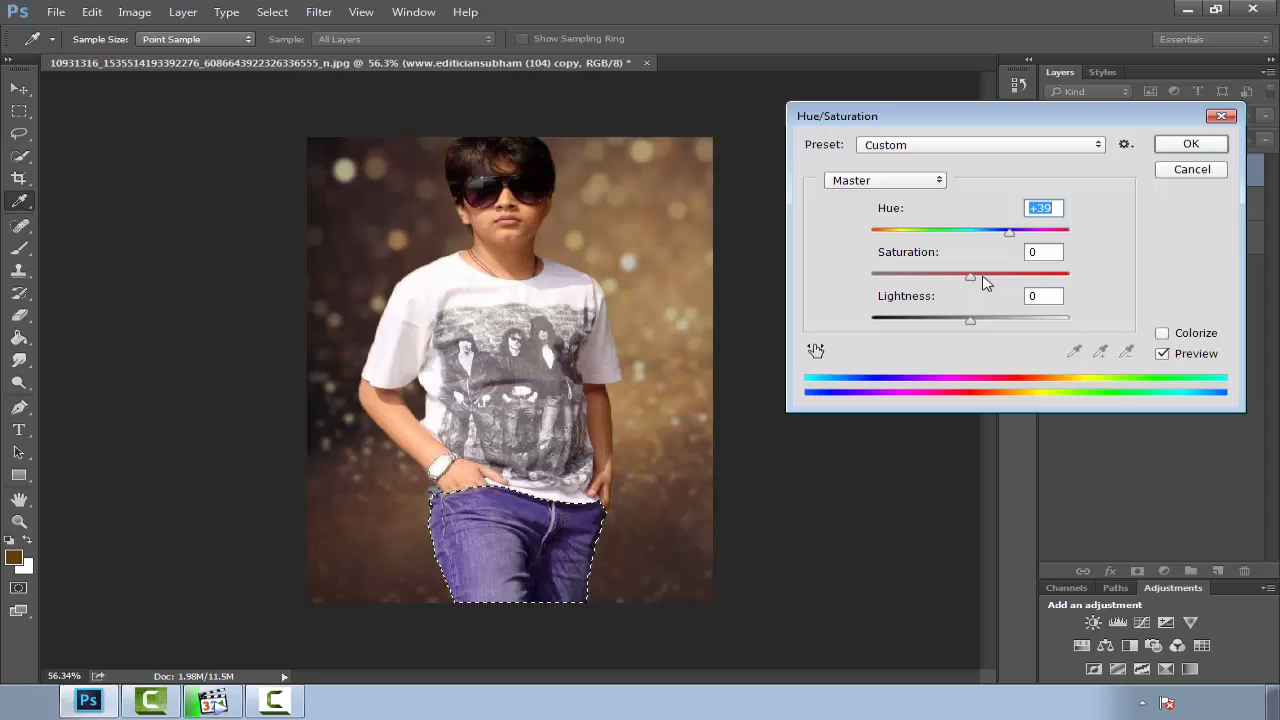 Ps File Edit Image Layer Type Select Filter View Window Help
Sample Size: Point Sample Sample: All Layers Show Sampling Ring Essentials
10931316_1535514193392276_6086643922326336555_n.jpg @ 56.3% (www.editiciansubham (104) copy, RGB/8) *
Layers Styles
Kind
Hue/Saturation
Preset: Custom OK
Cancel
Master
Hue: +39
Saturation: 0
Lightness: 0
Colorize
Preview
Channels Paths Adjustments
Add an adjustment
56.34% Doc: 1.98M/11.5M
Ps